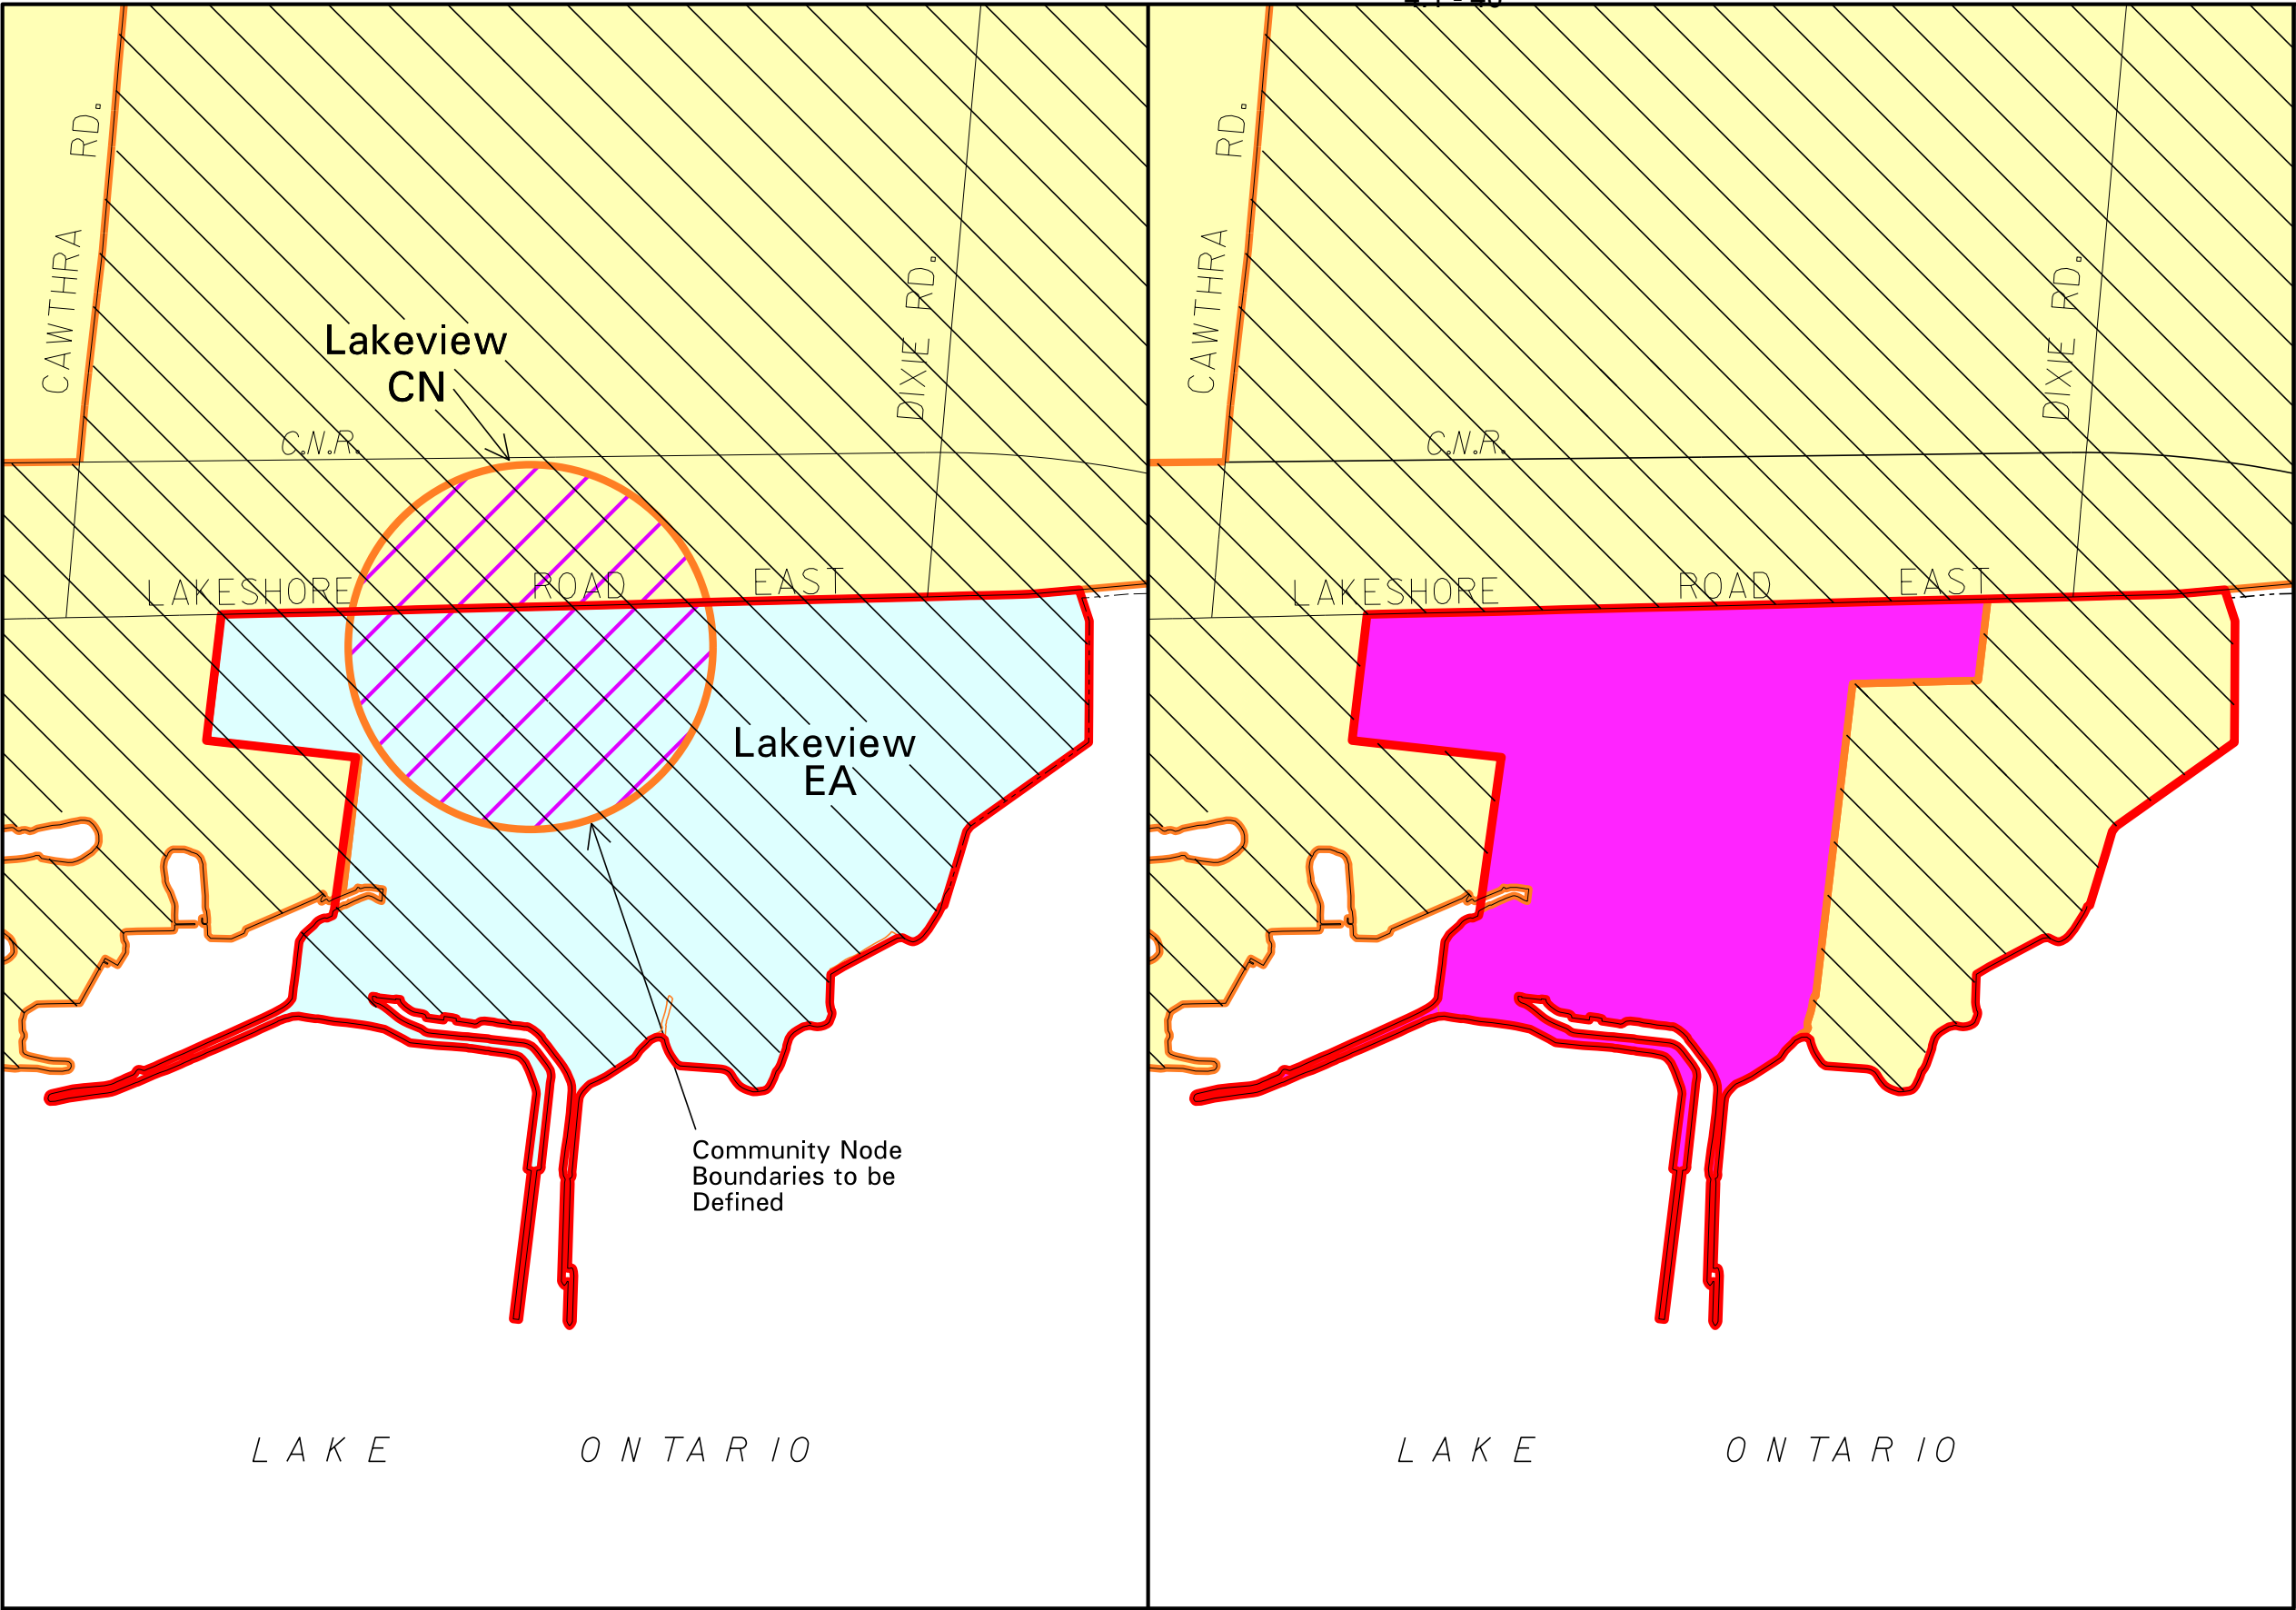 CAWTHRA RD.
Lakeview
CN
C.N.R.
DIXIE RD.
LAKESHORE ROAD EAST
Lakeview
EA
Community Node
Boundaries to be
Defined
LAKE ONTARIO
CAWTHRA RD.
C.N.R.
DIXIE RD.
LAKESHORE ROAD EAST
LAKE ONTARIO